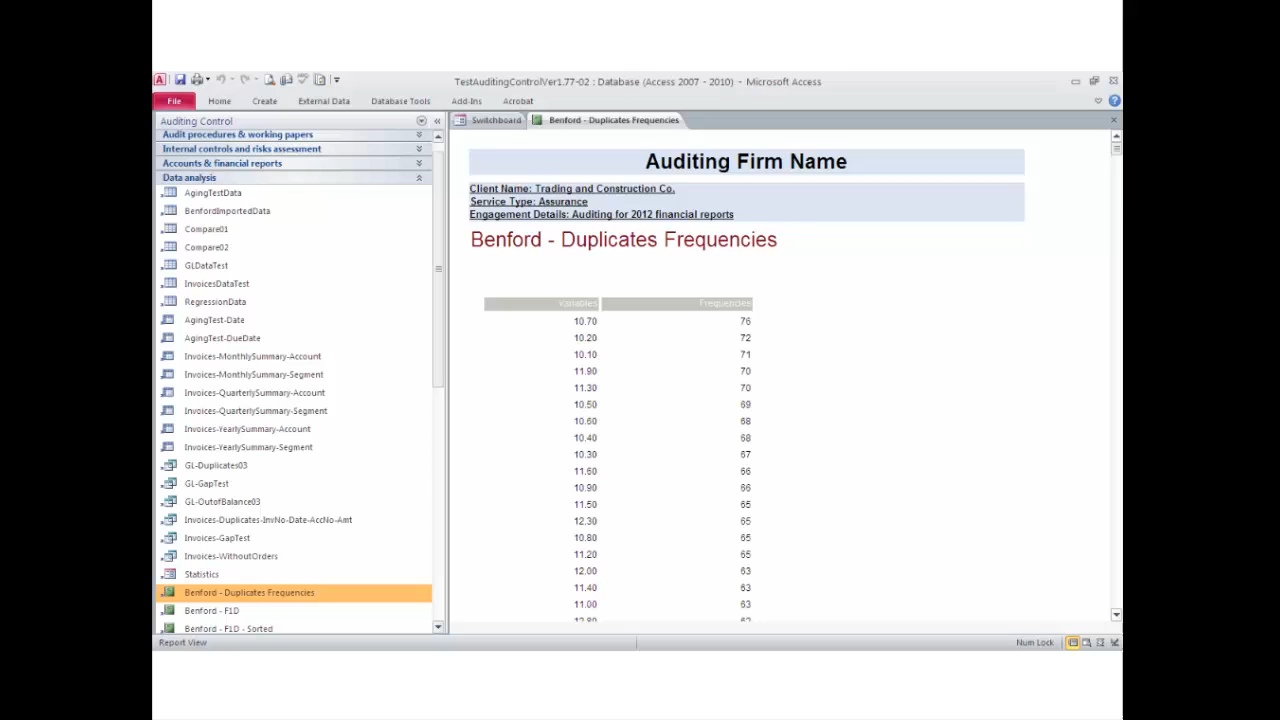 TestAuditingControlVer1.77-02 : Database (Access 2007 - 2010) - Microsoft Access
File Home Create External Data Database Tools Add-Ins Acrobat
Auditing Control
Audit procedures & working papers
Internal controls and risks assessment
Accounts & financial reports
Data analysis
AgingTestData
BenfordImportedData
Compare01
Compare02
GLDataTest
InvoicesDataTest
RegressionData
AgingTest-Date
AgingTest-DueDate
Invoices-MonthlySummary-Account
Invoices-MonthlySummary-Segment
Invoices-QuarterlySummary-Account
Invoices-QuarterlySummary-Segment
Invoices-YearlySummary-Account
Invoices-YearlySummary-Segment
GL-Duplicates03
GL-GapTest
GL-OutofBalance03
Invoices-Duplicates-InvNo-Date-AccNo-Amt
Invoices-GapTest
Invoices-WithoutOrders
Statistics
Benford - Duplicates Frequencies
Benford - F1D
Benford - F1D - Sorted
Switchboard Benford - Duplicates Frequencies
Auditing Firm Name
Client Name: Trading and Construction Co.
Service Type: Assurance
Engagement Details: Auditing for 2012 financial reports
Benford - Duplicates Frequencies
Variables Frequencies
10.70 76
10.20 72
10.10 71
11.90 70
11.30 70
10.50 69
10.60 68
10.40 68
10.30 67
11.60 66
10.90 66
11.50 65
12.30 65
10.80 65
11.20 65
12.00 63
11.40 63
11.00 63
Report View Num Lock